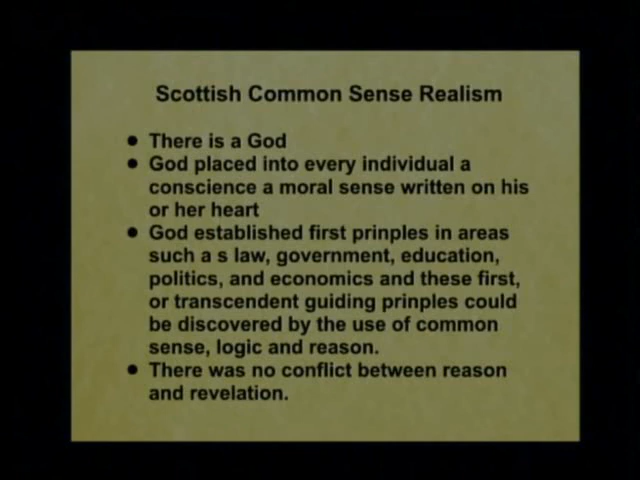 Scottish Common Sense Realism
● There is a God
● God placed into every individual a
conscience a moral sense written on his
or her heart
● God established first prinples in areas
such a s law, government, education,
politics, and economics and these first,
or transcendent guiding prinples could
be discovered by the use of common
sense, logic and reason.
● There was no conflict between reason
and revelation.